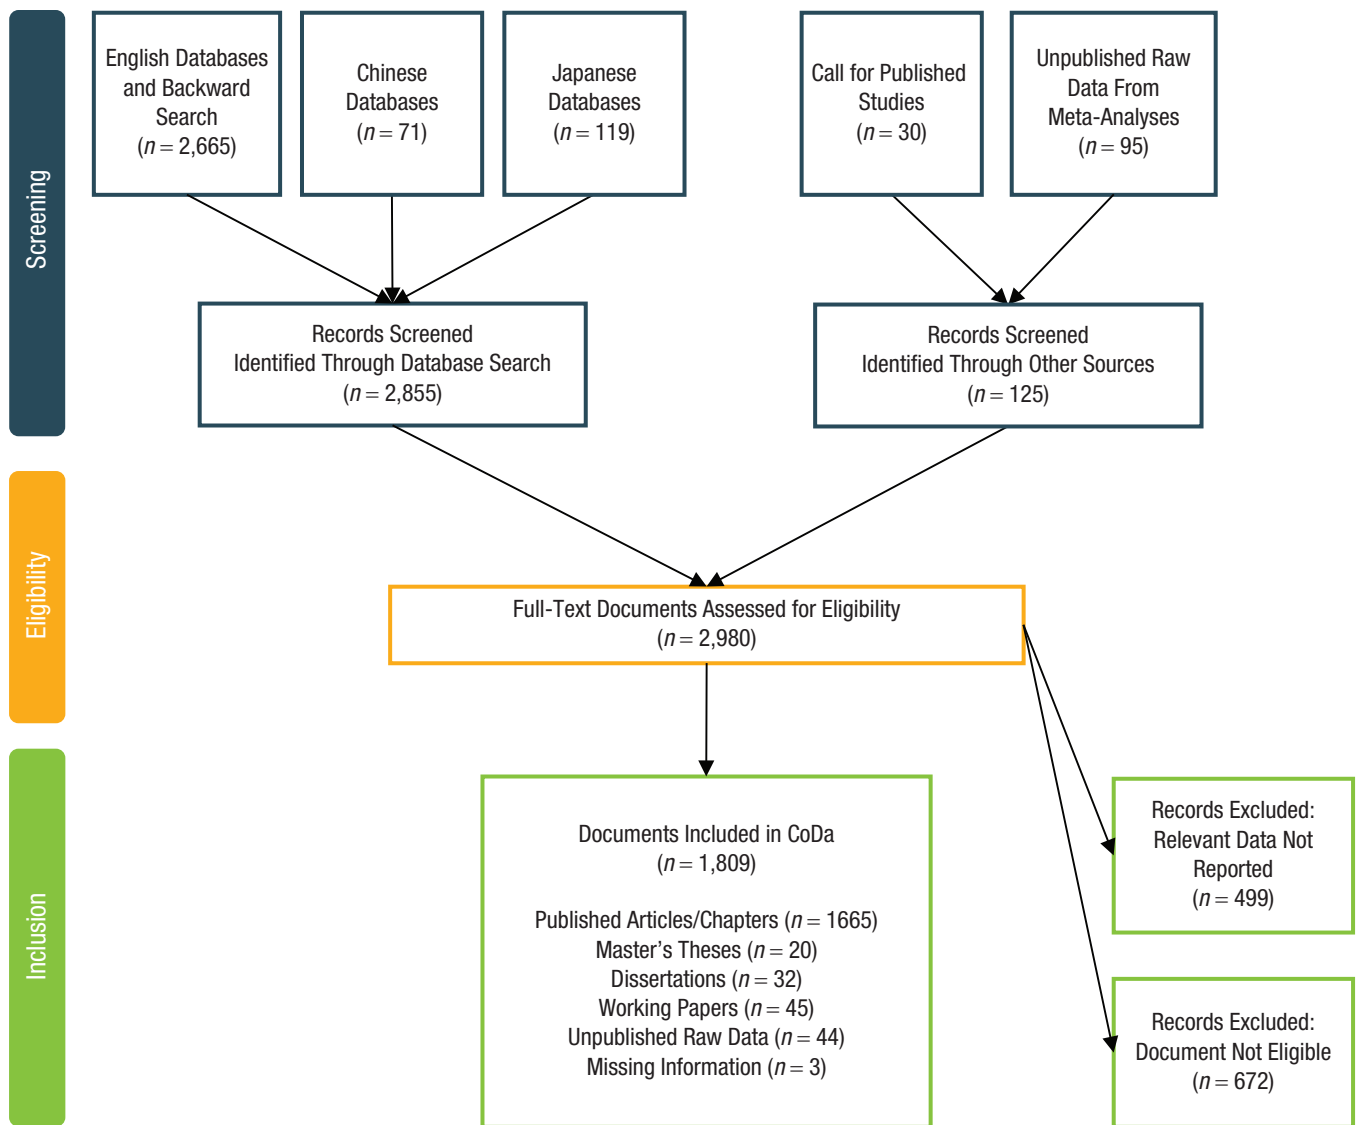 Screening
English Databases
and Backward
Search
(n = 2,665)
Chinese
Databases
(n = 71)
Japanese
Databases
(n = 119)
Call for Published
Studies
(n = 30)
Unpublished Raw
Data From
Meta-Analyses
(n = 95)
Records Screened
Identified Through Database Search
(n = 2,855)
Records Screened
Identified Through Other Sources
(n = 125)
Eligibility
Full-Text Documents Assessed for Eligibility
(n = 2,980)
Inclusion
Documents Included in CoDa
(n = 1,809)
Published Articles/Chapters (n = 1665)
Master's Theses (n = 20)
Dissertations (n = 32)
Working Papers (n = 45)
Unpublished Raw Data (n = 44)
Missing Information (n = 3)
Records Excluded:
Relevant Data Not
Reported
(n = 499)
Records Excluded:
Document Not Eligible
(n = 672)